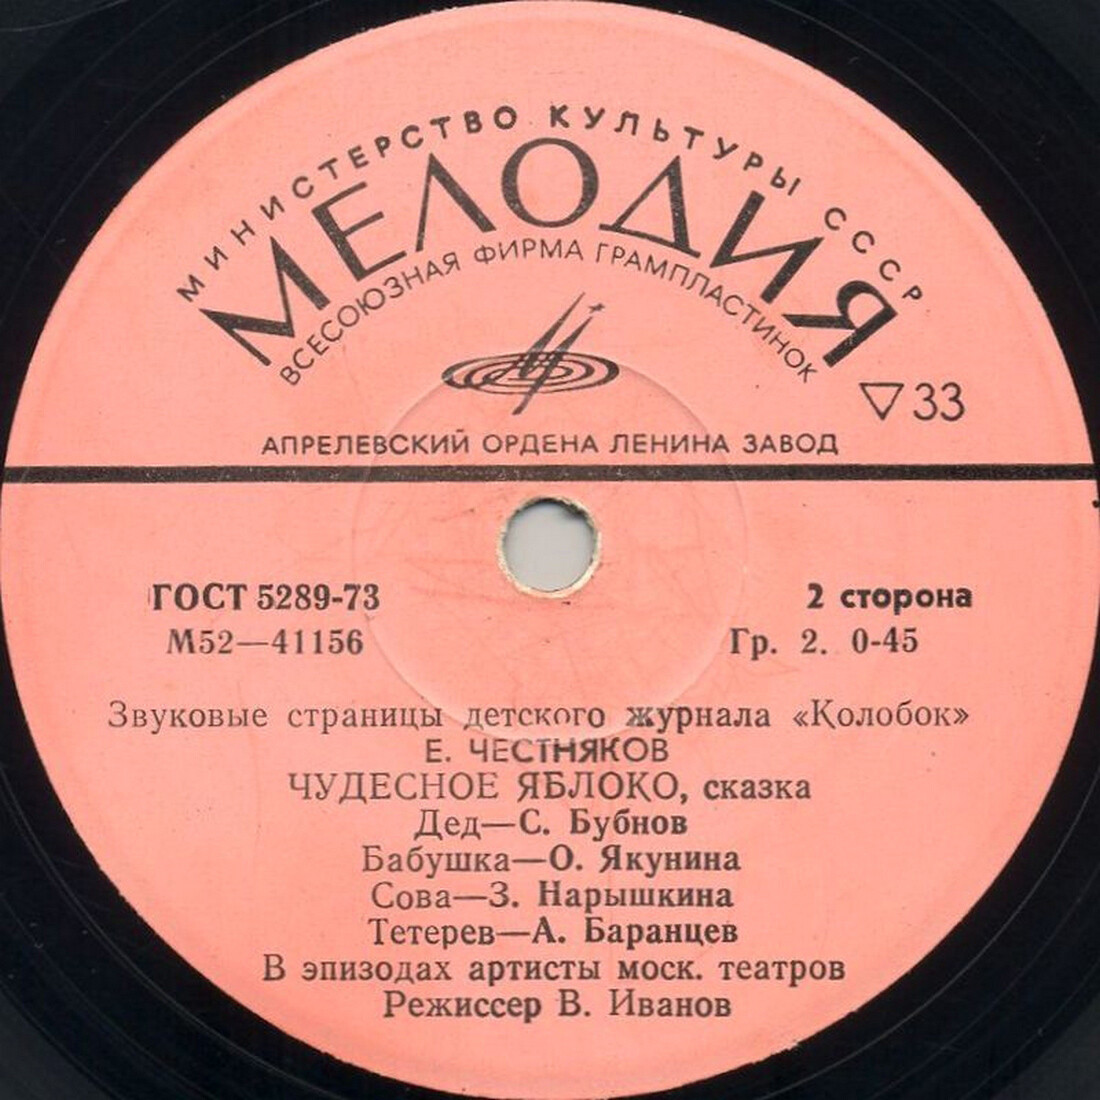 МИНИСТЕРСТВО КУЛЬТУРЫ СССР
МЕЛОДИЯ
ВСЕСОЮЗНАЯ ФИРМА ГРАМПЛАСТИНОК
33
АПРЕЛЕВСКИЙ ОРДЕНА ЛЕНИНА ЗАВОД
ГОСТ 5289-73
2 сторона
М52—41156
Гр. 2. 0-45
Звуковые страницы детского журнала «Колобок»
Е. ЧЕСТНЯКОВ
ЧУДЕСНОЕ ЯБЛОКО, сказка
Дед—С. Бубнов
Бабушка—О. Якунина
Сова—З. Нарышкина
Тетерев—А. Баранцев
В эпизодах артисты моск. театров
Режиссер В. Иванов